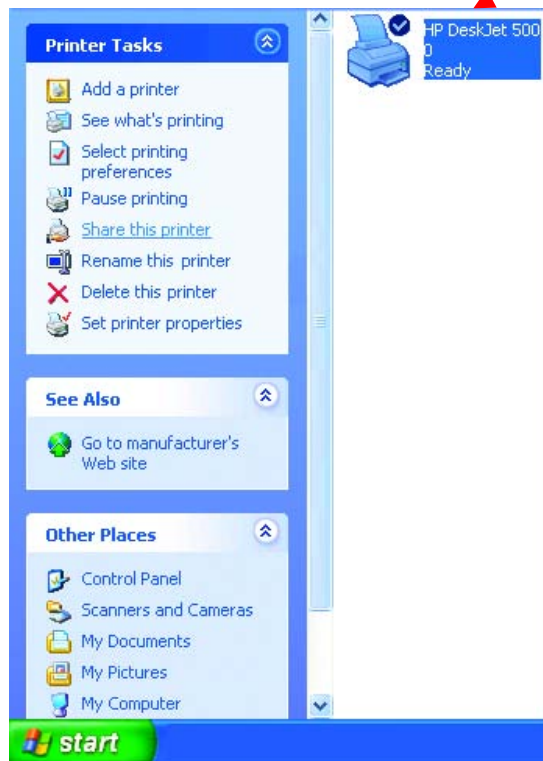 Printer Tasks
Add a printer
See what's printing
Select printing
preferences
Pause printing
Share this printer
Rename this printer
Delete this printer
Set printer properties
See Also
Go to manufacturer's
Web site
Other Places
Control Panel
Scanners and Cameras
My Documents
My Pictures
My Computer
HP DeskJet 500
0
Ready
start